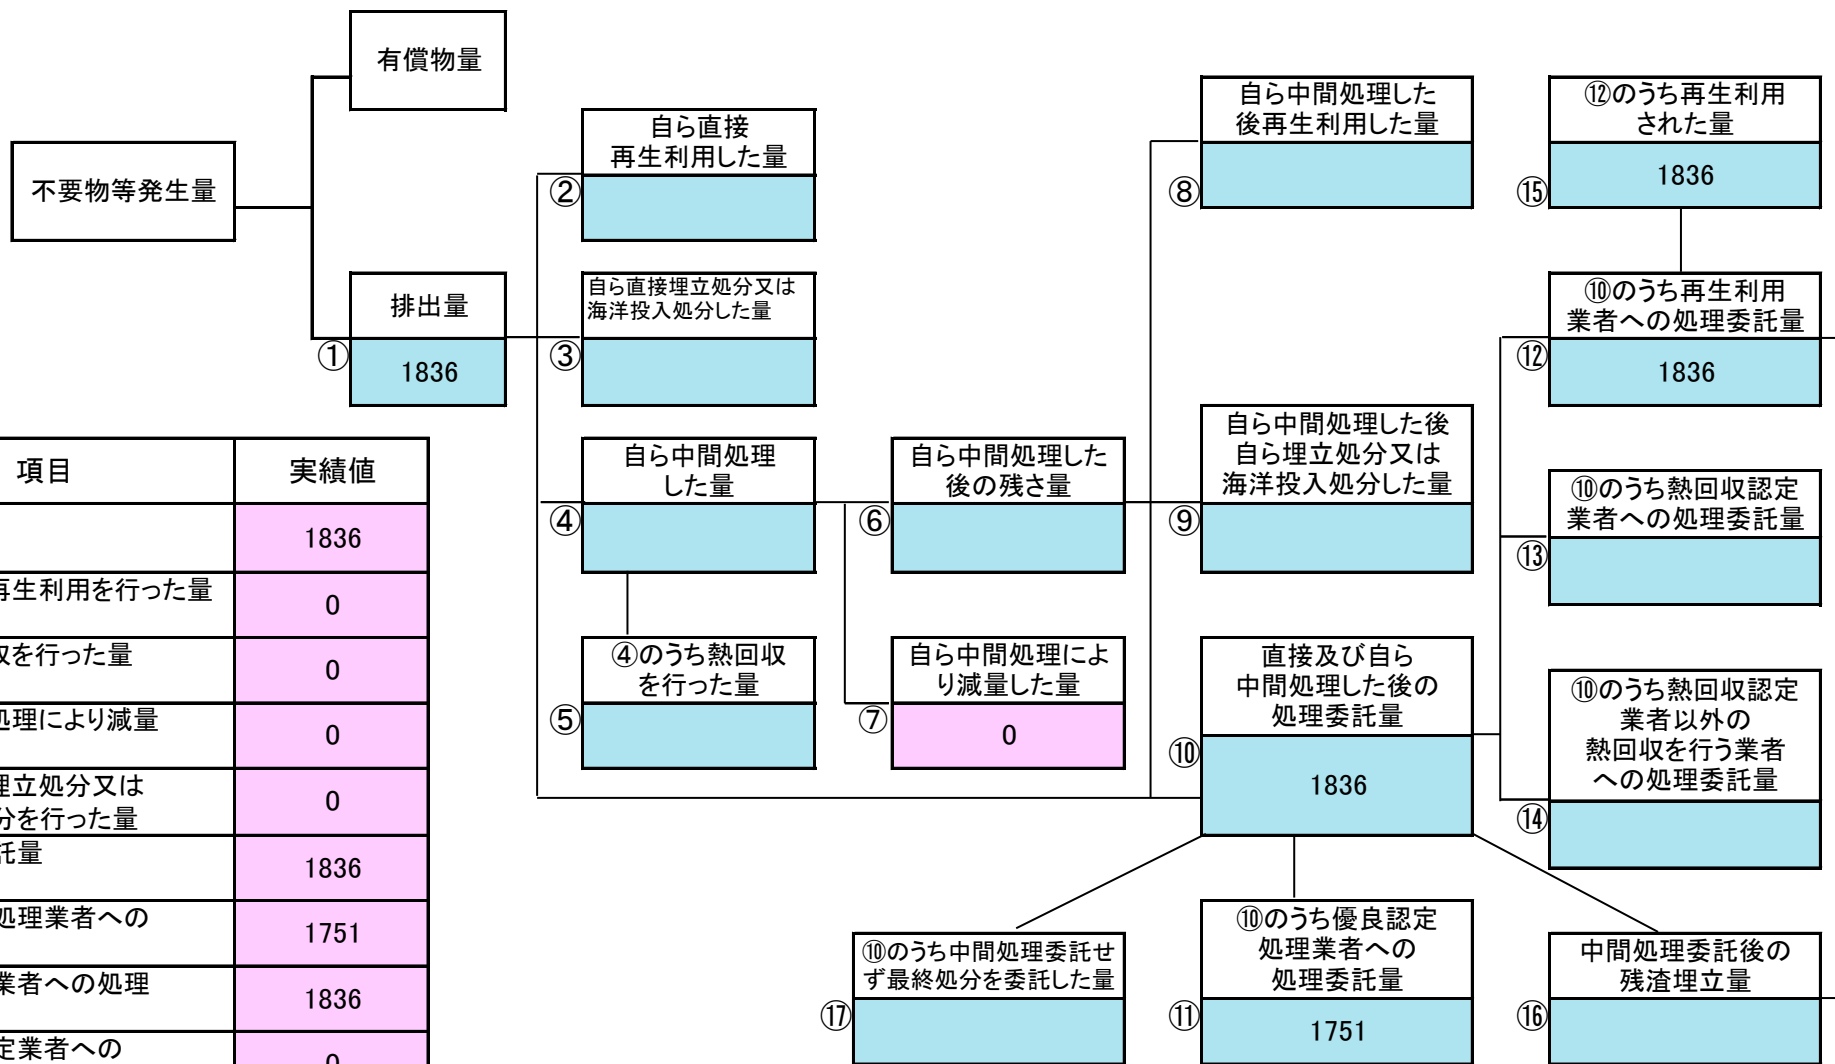 有償物量
不要物等発生量
排出量
①
1836
自ら直接
再生利用した量
②
自ら直接埋立処分又は
海洋投入処分した量
③
自ら中間処理
した量
④
④のうち熱回収
を行った量
⑤
自ら中間処理した
後の残さ量
⑥
自ら中間処理によ
り減量した量
⑦
0
自ら中間処理した
後再生利用した量
⑧
自ら中間処理した後
自ら埋立処分又は
海洋投入処分した量
⑨
直接及び自ら
中間処理した後の
処理委託量
⑩
1836
⑩のうち優良認定
処理業者への
処理委託量
⑪
1751
⑫のうち再生利用
された量
⑮
1836
⑩のうち再生利用
業者への処理委託量
⑫
1836
⑩のうち熱回収認定
業者への処理委託量
⑬
⑩のうち熱回収認定
業者以外の
熱回収を行う業者
への処理委託量
⑭
中間処理委託後の
残渣埋立量
⑯
⑩のうち中間処理委託せ
ず最終処分を委託した量
⑰
項目 実績値
1836
再生利用を行った量 0
を行った量 0
処理により減量 0
埋立処分又は
を行った量 0
託量 1836
処理業者への 1751
業者への処理 1836
定業者への 0